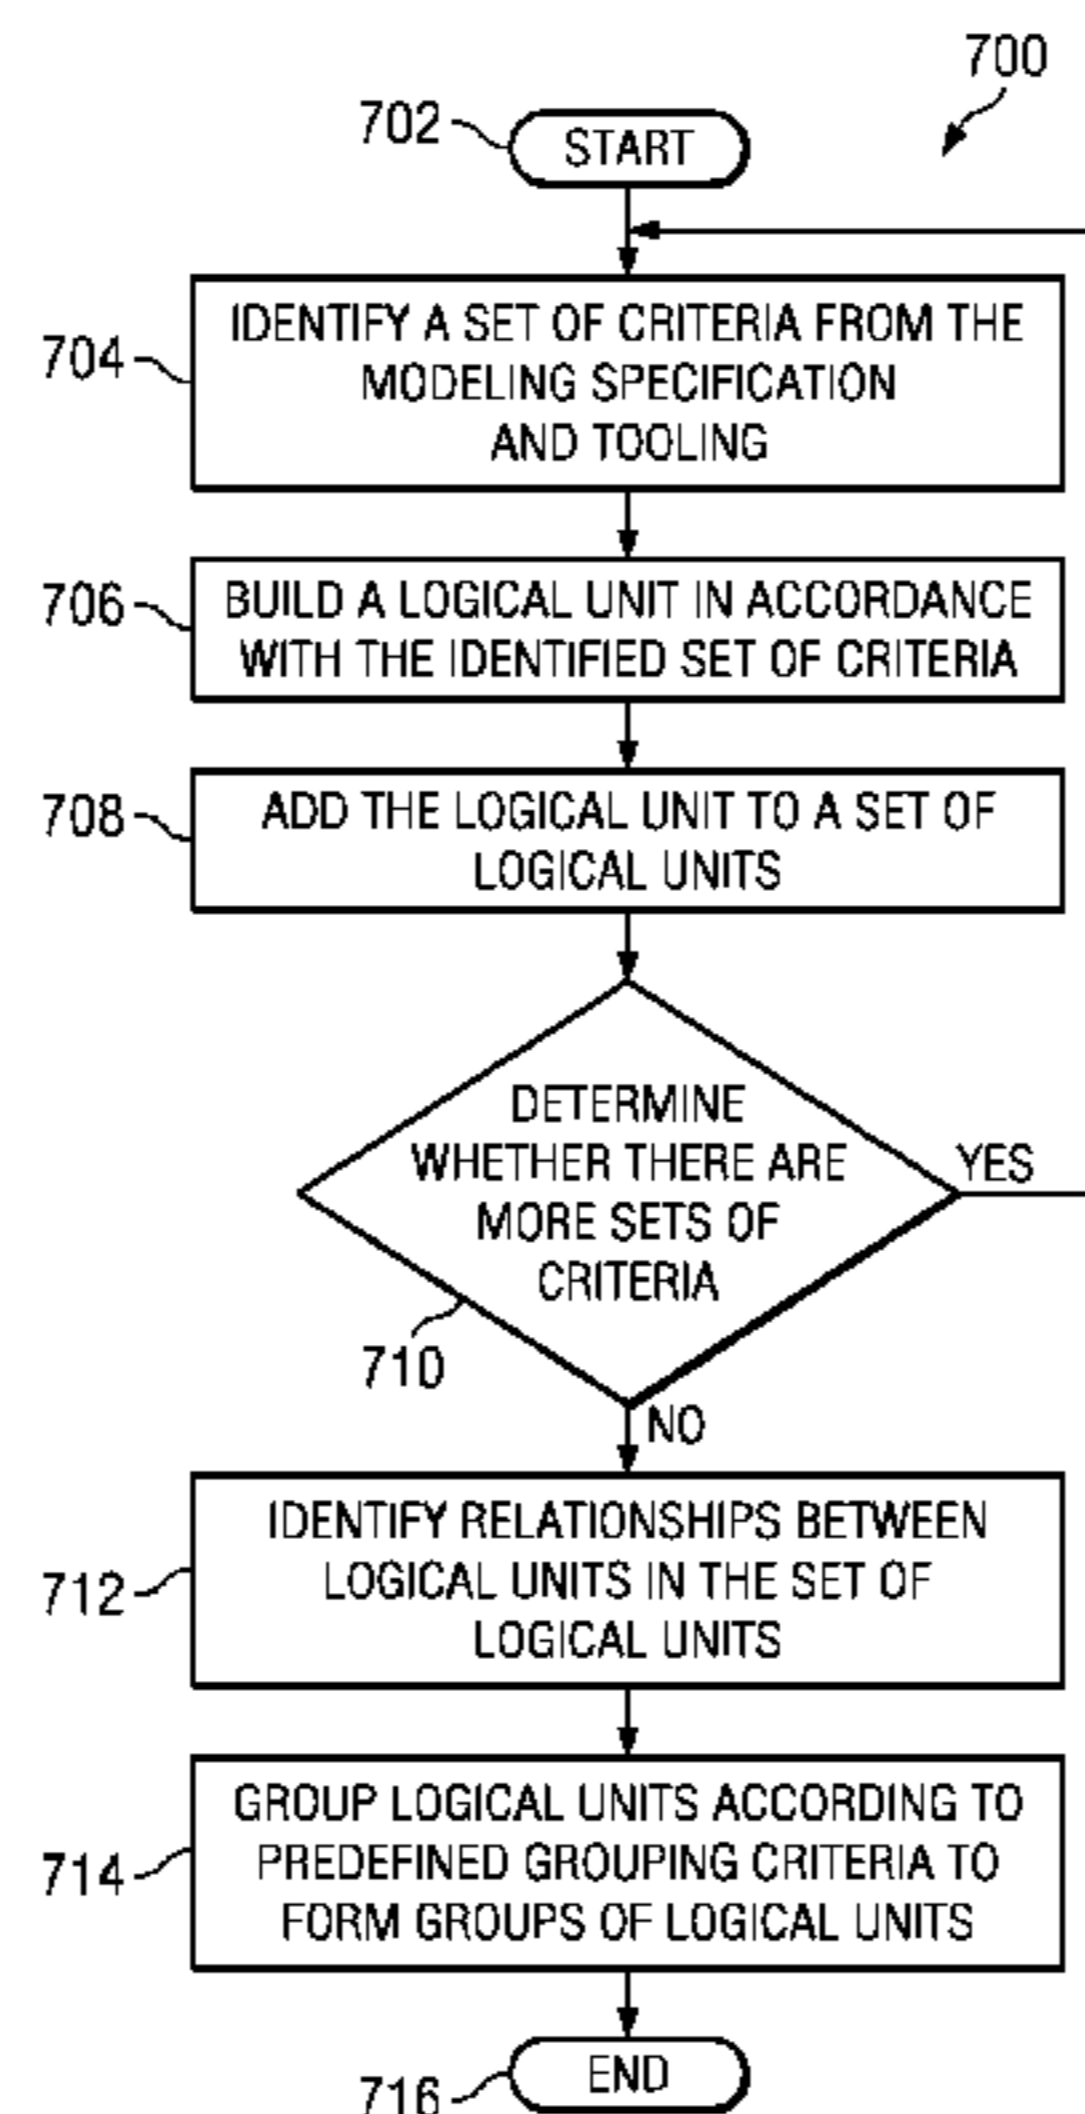 700
702
START
704
IDENTIFY A SET OF CRITERIA FROM THE
MODELING SPECIFICATION
AND TOOLING
706
BUILD A LOGICAL UNIT IN ACCORDANCE
WITH THE IDENTIFIED SET OF CRITERIA
708
ADD THE LOGICAL UNIT TO A SET OF
LOGICAL UNITS
DETERMINE
WHETHER THERE ARE
MORE SETS OF
CRITERIA
YES
710
NO
712
IDENTIFY RELATIONSHIPS BETWEEN
LOGICAL UNITS IN THE SET OF
LOGICAL UNITS
714
GROUP LOGICAL UNITS ACCORDING TO
PREDEFINED GROUPING CRITERIA TO
FORM GROUPS OF LOGICAL UNITS
716
END